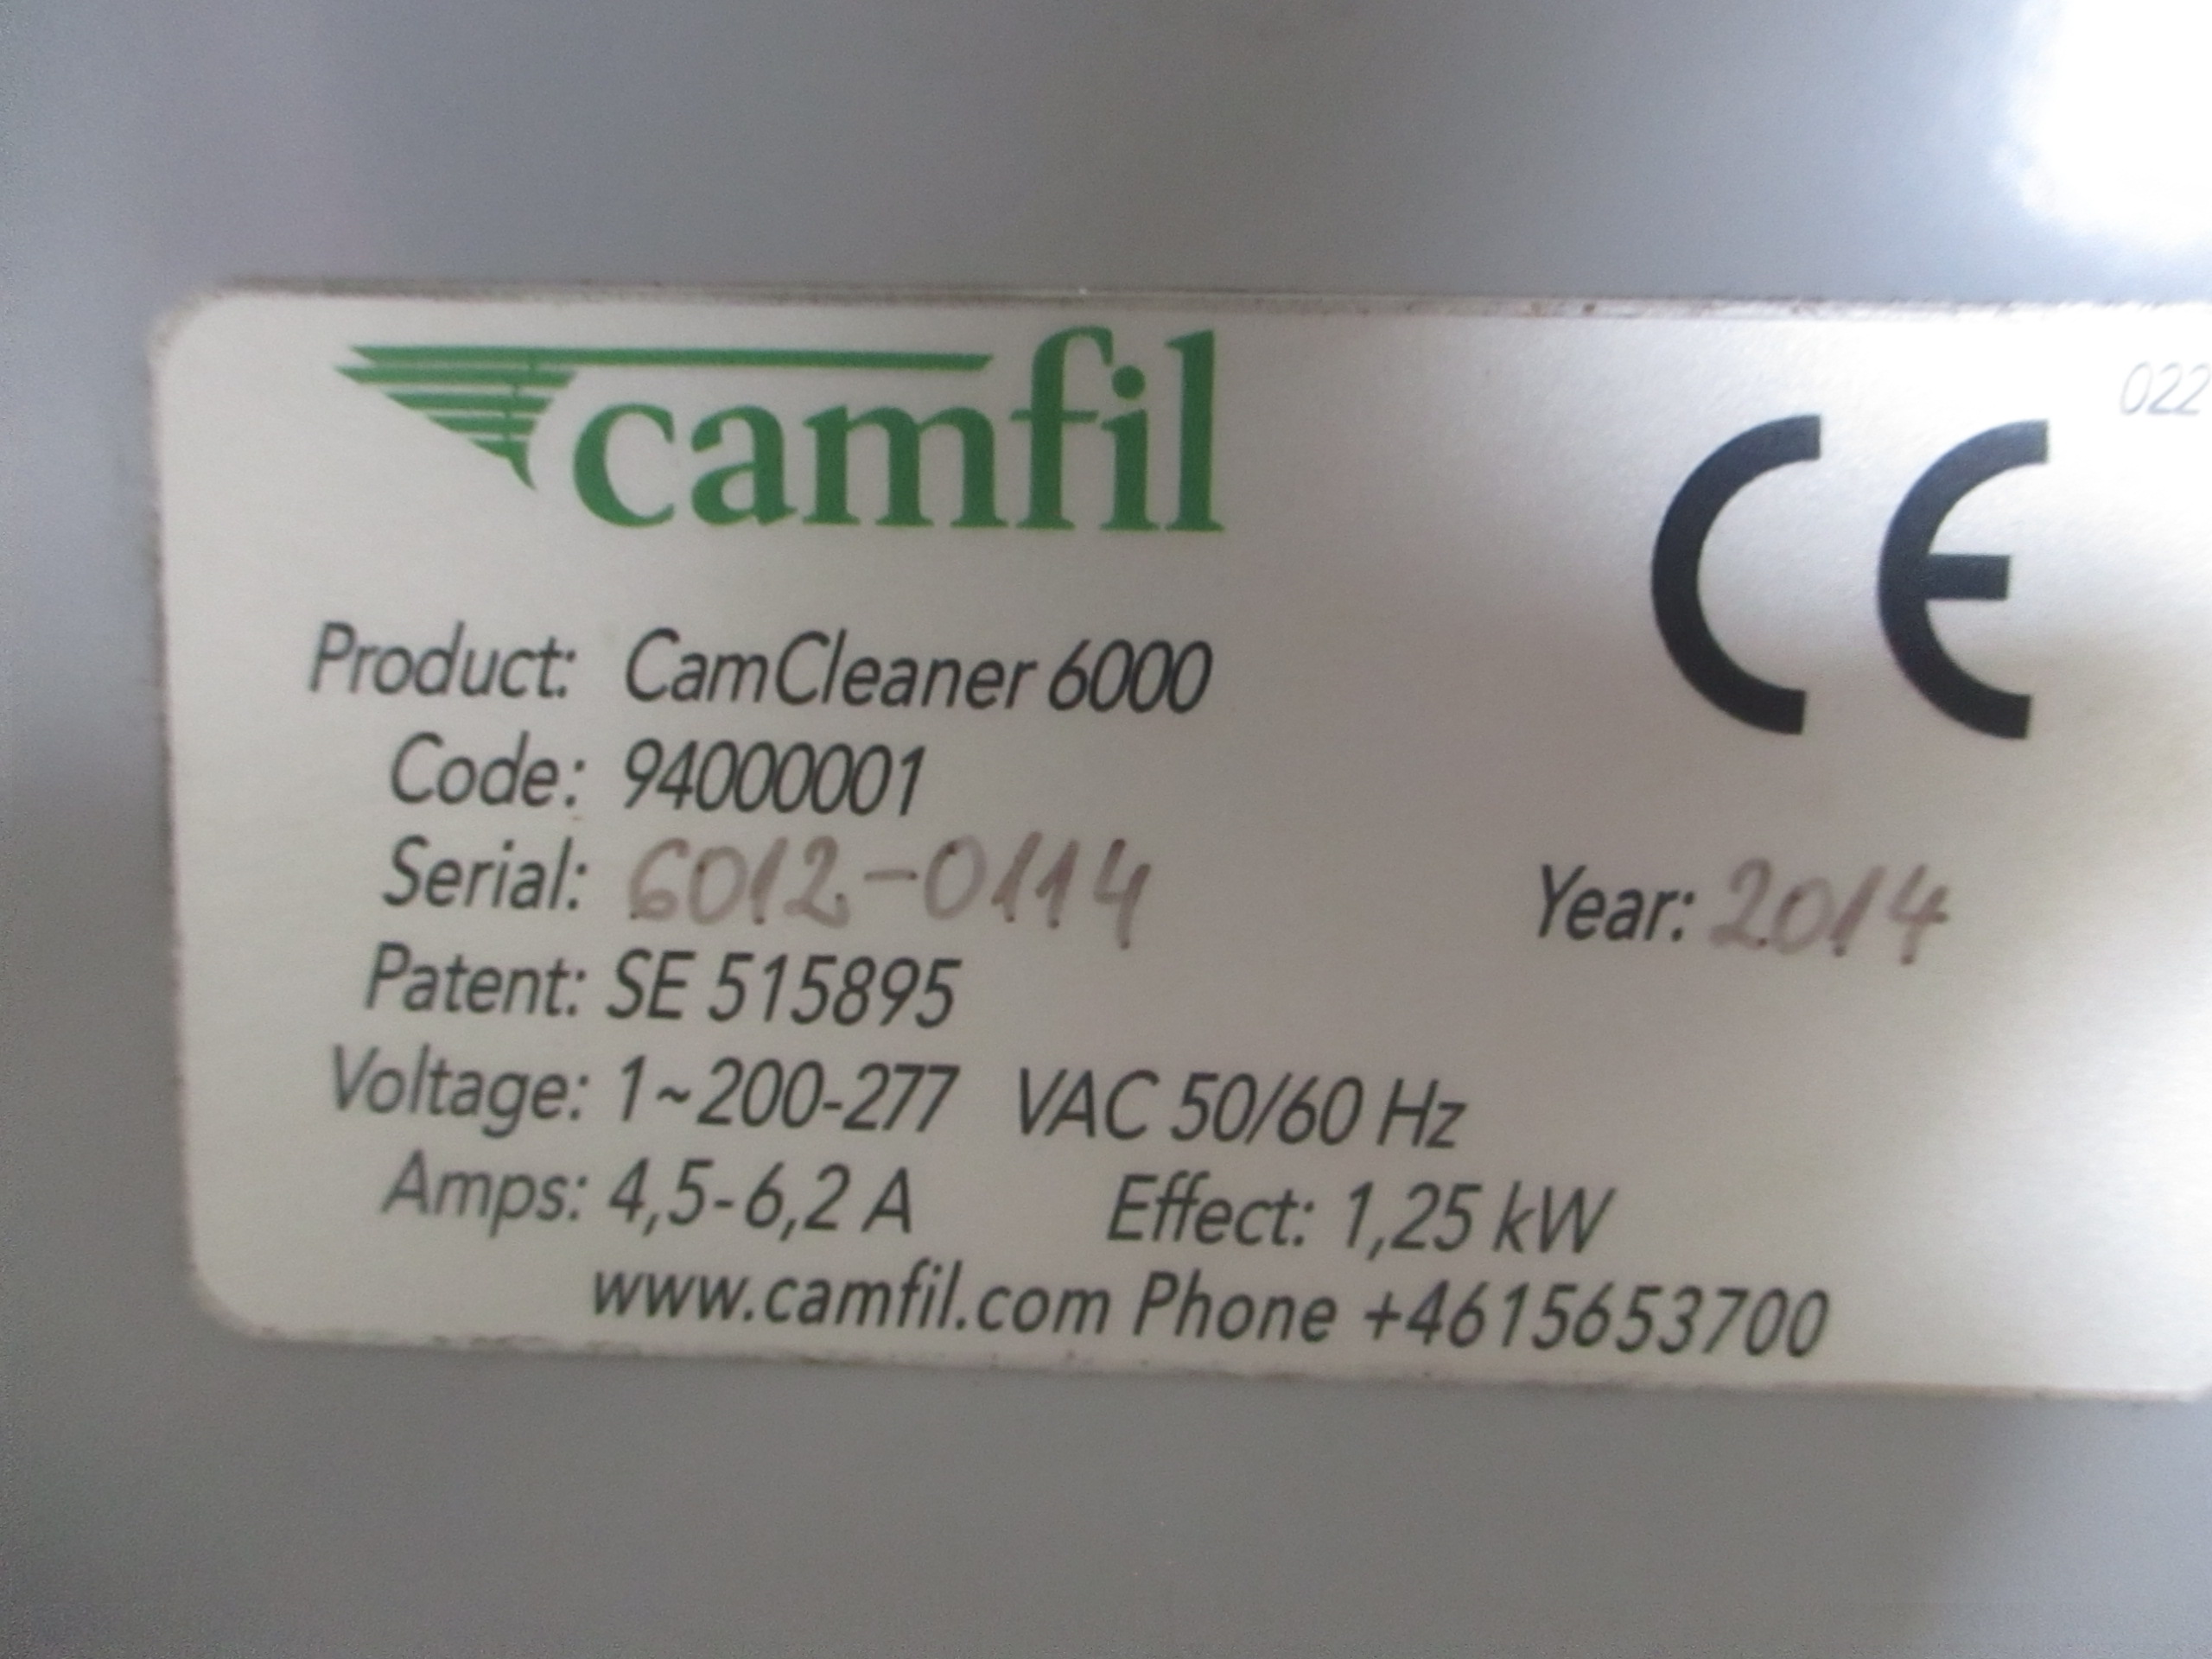 camfil
CE
022
Product: CamCleaner 6000
Code: 94000001
Serial: 6012-0114 Year: 2014
Patent: SE 515895
Voltage: 1~200-277 VAC 50/60 Hz
Amps: 4,5-6,2 A Effect: 1,25 kW
www.camfil.com Phone +4615653700